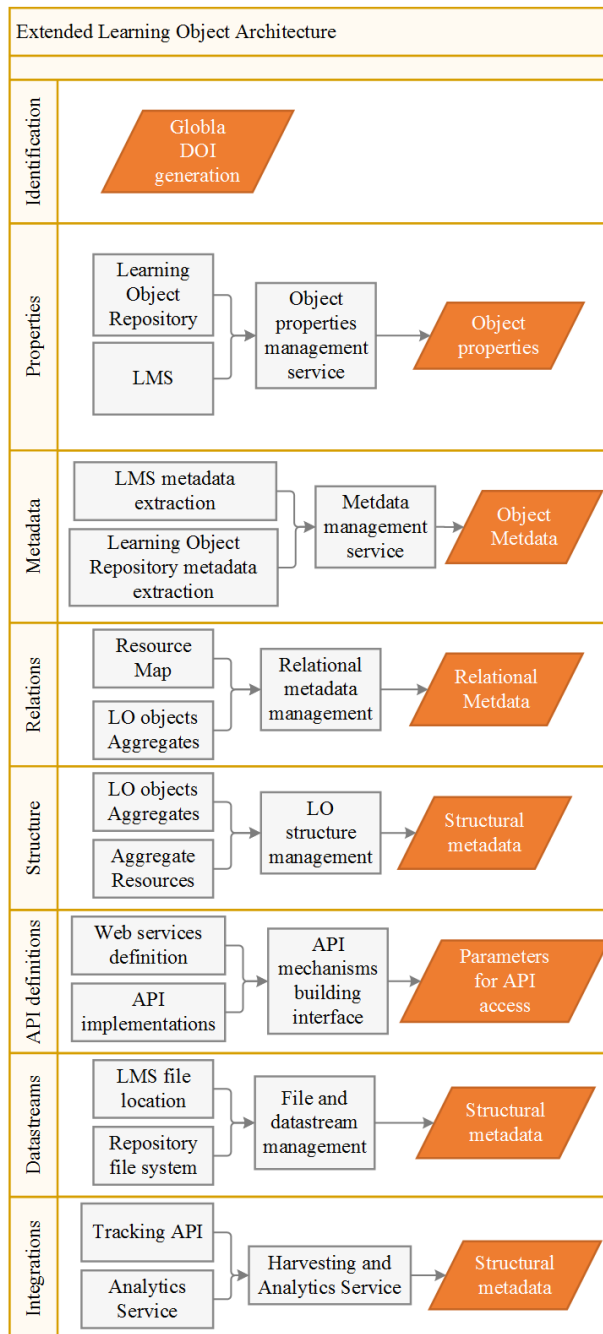 Extended Learning Object Architecture
Identification
Globla
DOI
generation
Properties
Learning
Object
Repository
LMS
Object
properties
management
service
Object
properties
Metadata
LMS metadata
extraction
Learning Object
Repository metadata
extraction
Metdata
management
service
Object
Metdata
Relations
Resource
Map
LO objects
Aggregates
Relational
metadata
management
Relational
Metdata
Structure
LO objects
Aggregates
Aggregate
Resources
LO
structure
management
Structural
metadata
API definitions
Web services
definition
API
implementations
API
mechanisms
building
interface
Parameters
for API
access
Datastreams
LMS file
location
Repository
file system
File and
datastream
management
Structural
metadata
Integrations
Tracking API
Analytics
Service
Harvesting and
Analytics Service
Structural
metadata